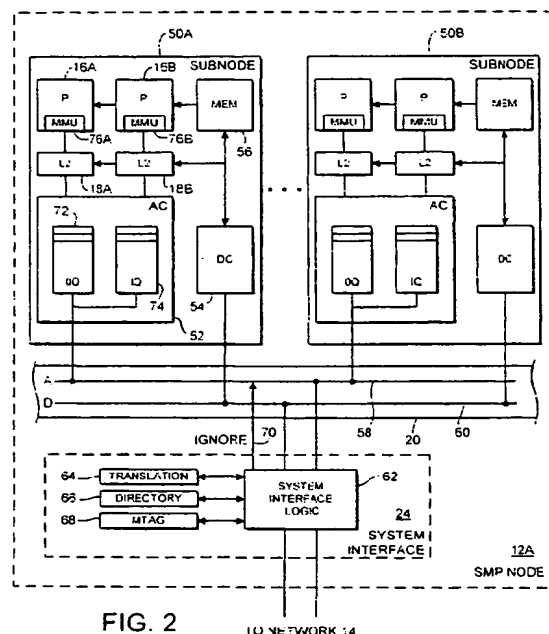 50A
50B
16A
16B
SUBNODE
SUBNODE
P
P
MEM
P
P
MEM
MMU
MMU
MMU
MMU
76A
76B
56
L2
L2
L2
L2
18A
18B
72
AC
AC
OQ
IQ
DC
OQ
IQ
DC
74
54
52
A
D
IGNORE
70
58
60
20
64
TRANSLATION
66
DIRECTORY
68
MTAG
SYSTEM
INTERFACE
LOGIC
62
24
SYSTEM
INTERFACE
12A
SMP NODE
FIG. 2
TO NETWORK 14